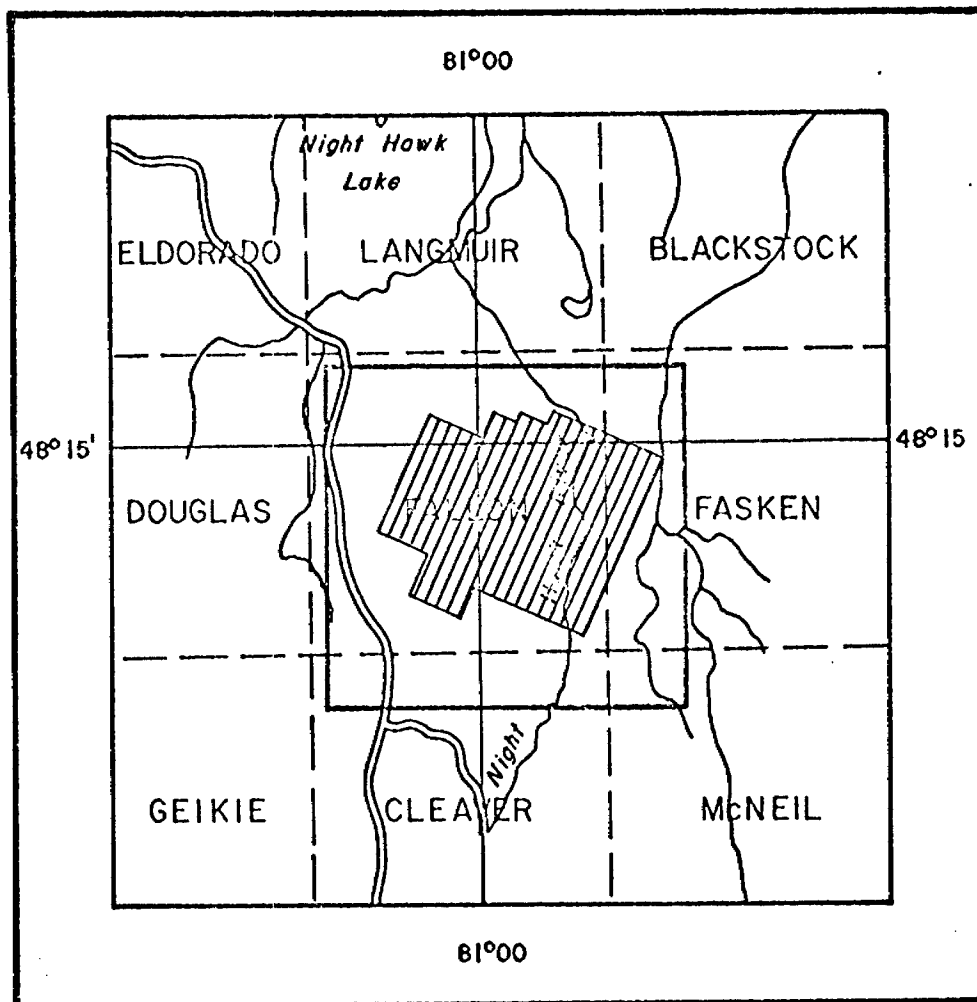 81°00
Night Hawk
Lake
ELDORADO LANGMUIR BLACKSTOCK
48°15' 48°15
DOUGLAS FALLON FASKEN
Night
GEIKIE CLEAVER McNEIL
81°00